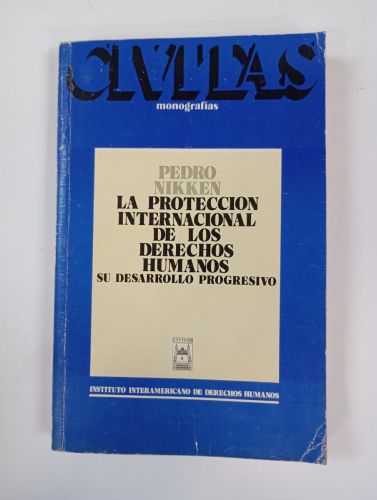 CIVITAS
monografías
PEDRO
NIKKEN
LA PROTECCION
INTERNACIONAL
DE LOS
DERECHOS
HUMANOS
SU DESARROLLO PROGRESIVO
CIVITAS
INSTITUTO INTERAMERICANO DE DERECHOS HUMANOS